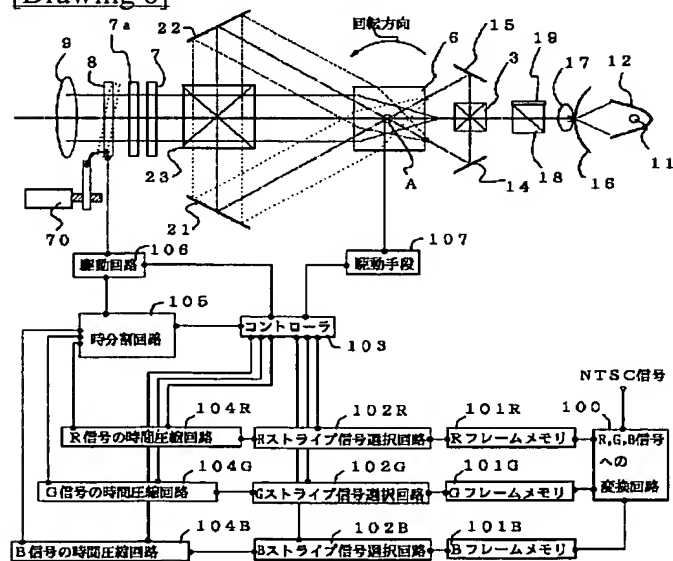 [Drawing 6]
22
回転方向
7a
6
15
19
9
8
7
3
17
12
23
A
11
18
16
21
14
70
106
107
駆動回路
駆動手段
105
時分割回路
コントローラ
103
NTSC信号
104R
102R
101R
100
R信号の時間圧縮回路
Rストライプ信号選択回路
Rフレームメモリ
R,G,B信号
への
変換回路
104G
102G
101G
G信号の時間圧縮回路
Gストライプ信号選択回路
Gフレームメモリ
104B
102B
101B
B信号の時間圧縮回路
Bストライプ信号選択回路
Bフレームメモリ